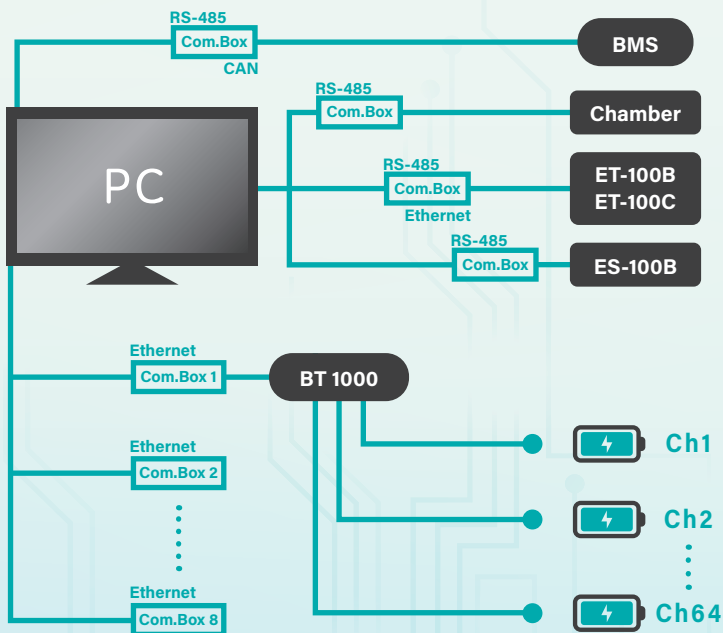 RS-485
Com.Box
CAN
BMS
PC
RS-485
Com.Box
Chamber
RS-485
Com.Box
Ethernet
ET-100B
ET-100C
RS-485
Com.Box
ES-100B
Ethernet
Com.Box 1
BT 1000
Ch1
Ethernet
Com.Box 2
Ch2
Ethernet
Com.Box 8
Ch64